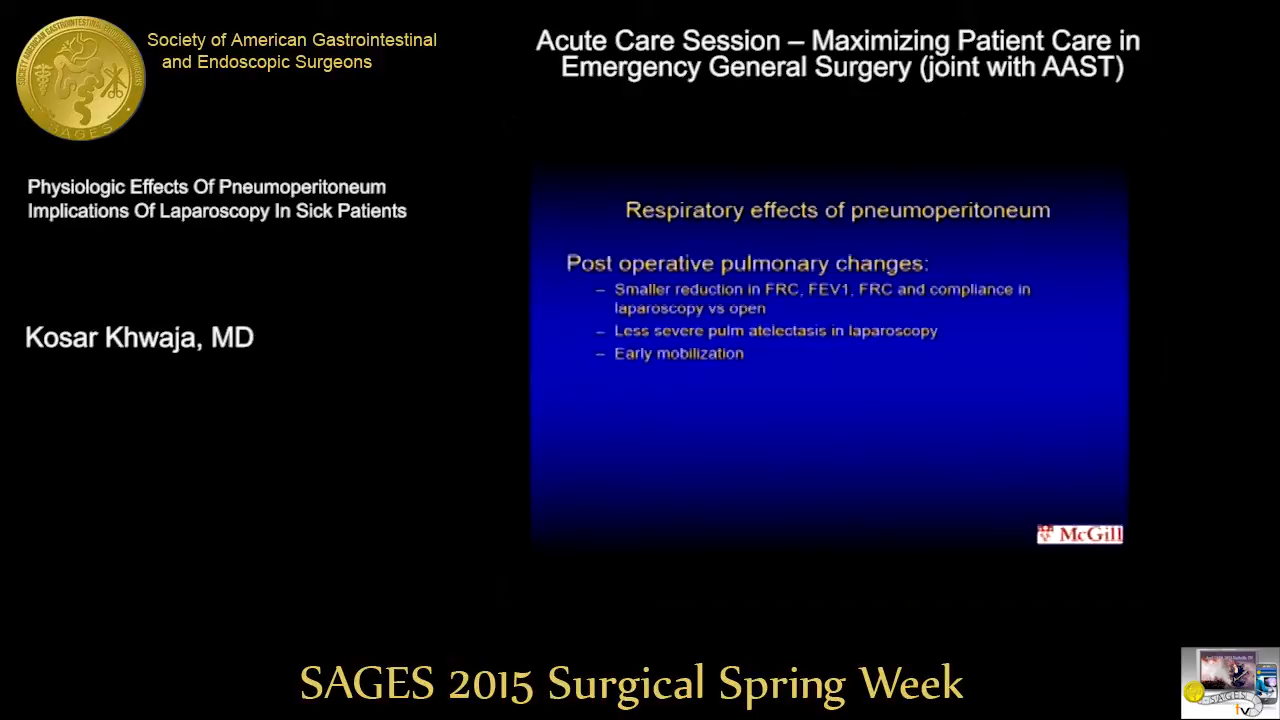 Society of American Gastrointestinal
and Endoscopic Surgeons
SAGES
Acute Care Session – Maximizing Patient Care in
Emergency General Surgery (joint with AAST)
Physiologic Effects Of Pneumoperitoneum
Implications Of Laparoscopy In Sick Patients
Kosar Khwaja, MD
Respiratory effects of pneumoperitoneum
Post operative pulmonary changes:
– Smaller reduction in FRC, FEV1, FRC and compliance in
laparoscopy vs open
– Less severe pulm atelectasis in laparoscopy
– Early mobilization
McGill
SAGES 2015 Surgical Spring Week
SAGES
tv